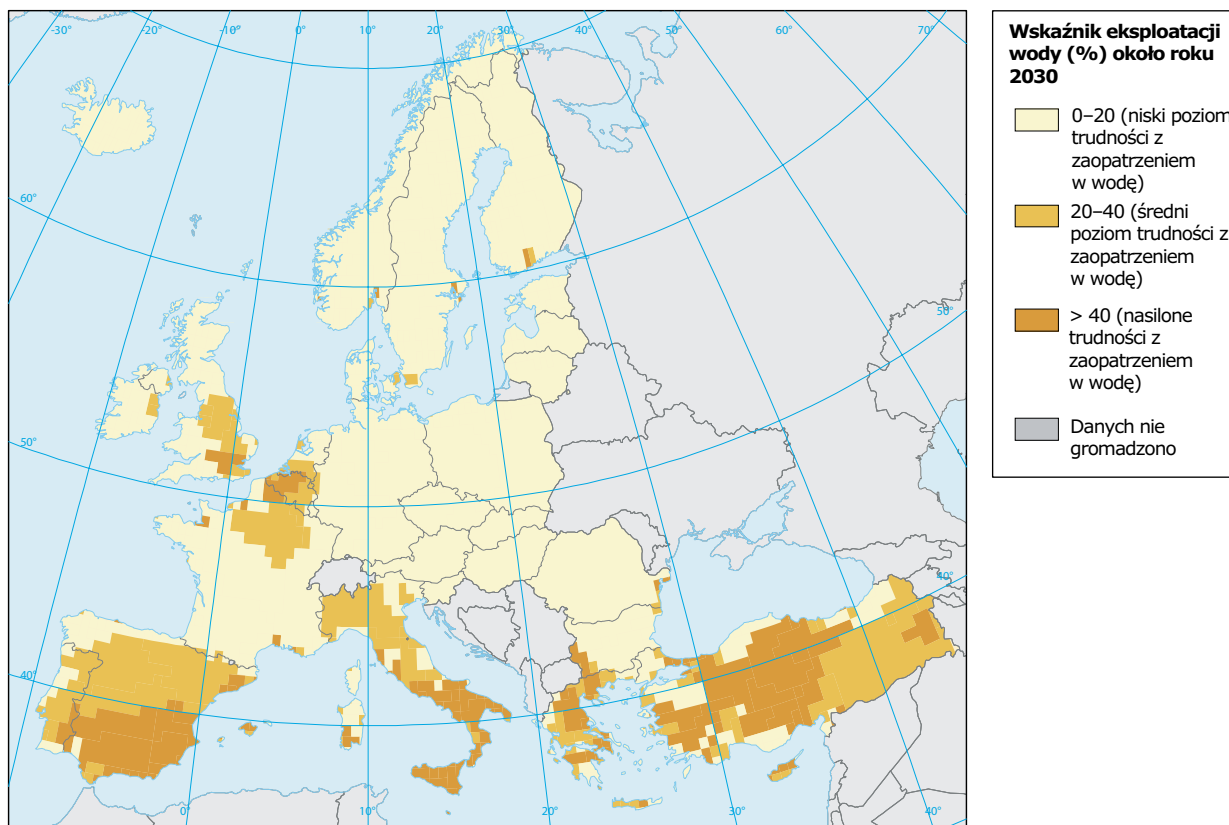 -30°
-20°
-10°
0°
10°
20°
30°
40°
50°
60°
70°
60°
50°
50°
40°
40°
0°
10°
20°
30°
40°
Wskaźnik eksploatacji
wody (%) około roku
2030
0–20 (niski poziom
trudności z
zaopatrzeniem
w wodę)
20–40 (średni
poziom trudności z
zaopatrzeniem
w wodę)
> 40 (nasilone
trudności z
zaopatrzeniem
w wodę)
Danych nie
gromadzono